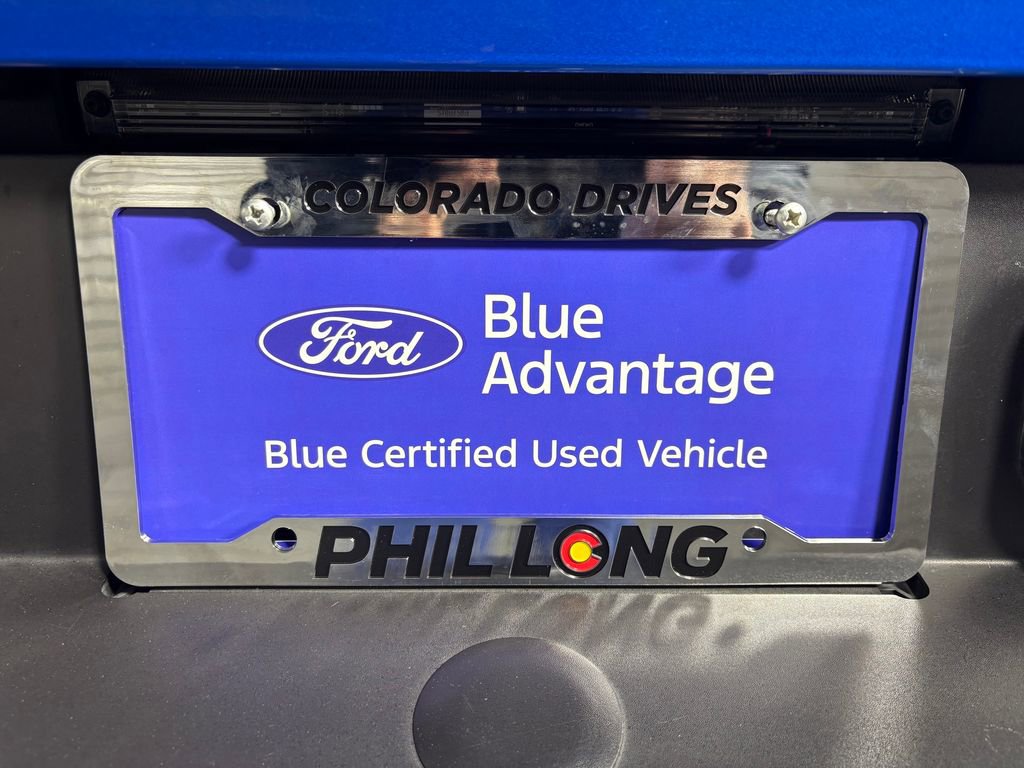 COLORADO DRIVES
Ford
Blue
Advantage
Blue Certified Used Vehicle
PHIL LONG